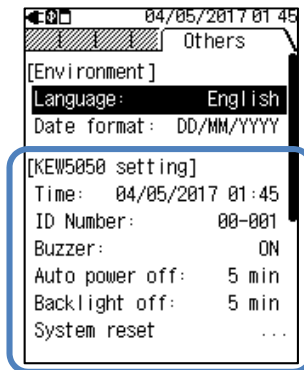 04/05/2017 01 45
Others
[Environment]
Language: English
Date format: DD/MM/YYYY
[KEW5050 setting]
Time: 04/05/2017 01:45
ID Number: 00-001
Buzzer: ON
Auto power off: 5 min
Backlight off: 5 min
System reset ...